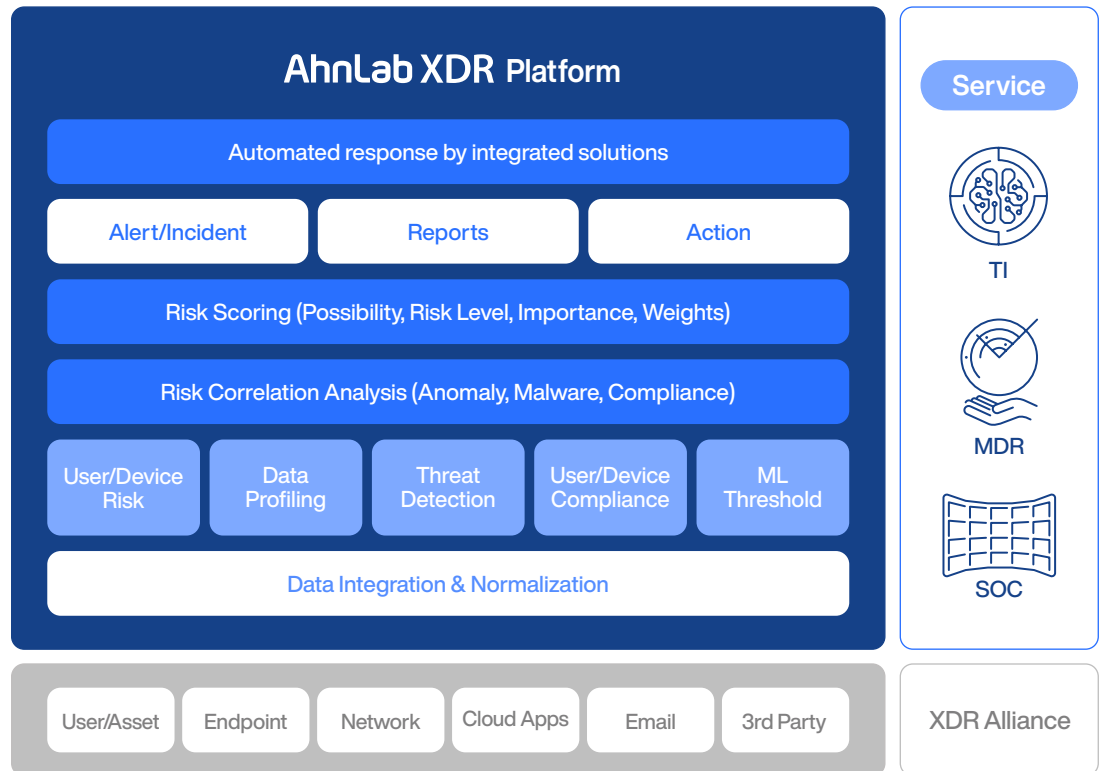 AhnLab XDR Platform
Automated response by integrated solutions
Alert/Incident
Reports
Action
Risk Scoring (Possibility, Risk Level, Importance, Weights)
Risk Correlation Analysis (Anomaly, Malware, Compliance)
User/Device
Risk
Data
Profiling
Threat
Detection
User/Device
Compliance
ML
Threshold
Data Integration & Normalization
User/Asset
Endpoint
Network
Cloud Apps
Email
3rd Party
Service
TI
MDR
SOC
XDR Alliance